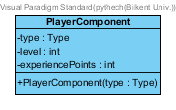 Visual Paradigm Standard(pythech(Bilkent Univ.))
PlayerComponent
-type : Type
-level : int
-experiencePoints : int
+PlayerComponent(type : Type)